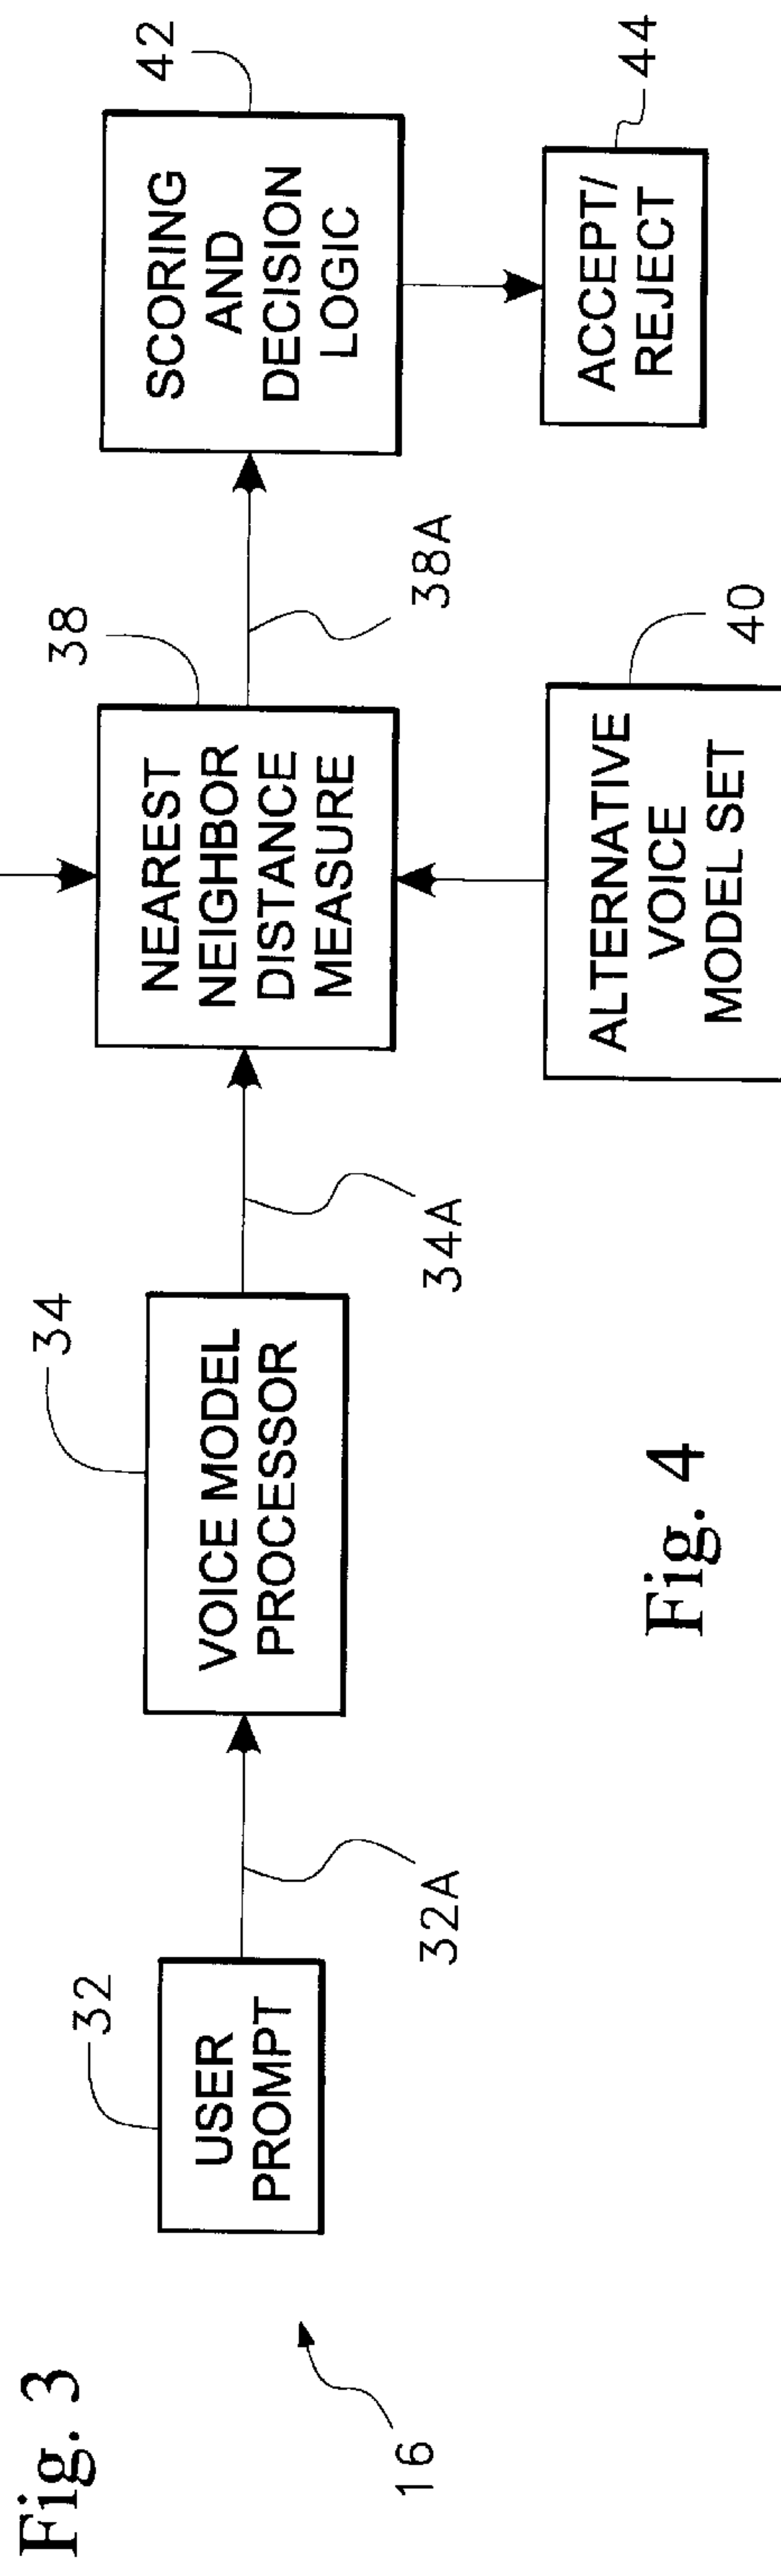 Fig. 3
16
32
USER
PROMPT
32A
34
VOICE MODEL
PROCESSOR
34A
38
NEAREST
NEIGHBOR
DISTANCE
MEASURE
38A
42
SCORING
AND
DECISION
LOGIC
44
ACCEPT/
REJECT
40
ALTERNATIVE
VOICE
MODEL SET
Fig. 4